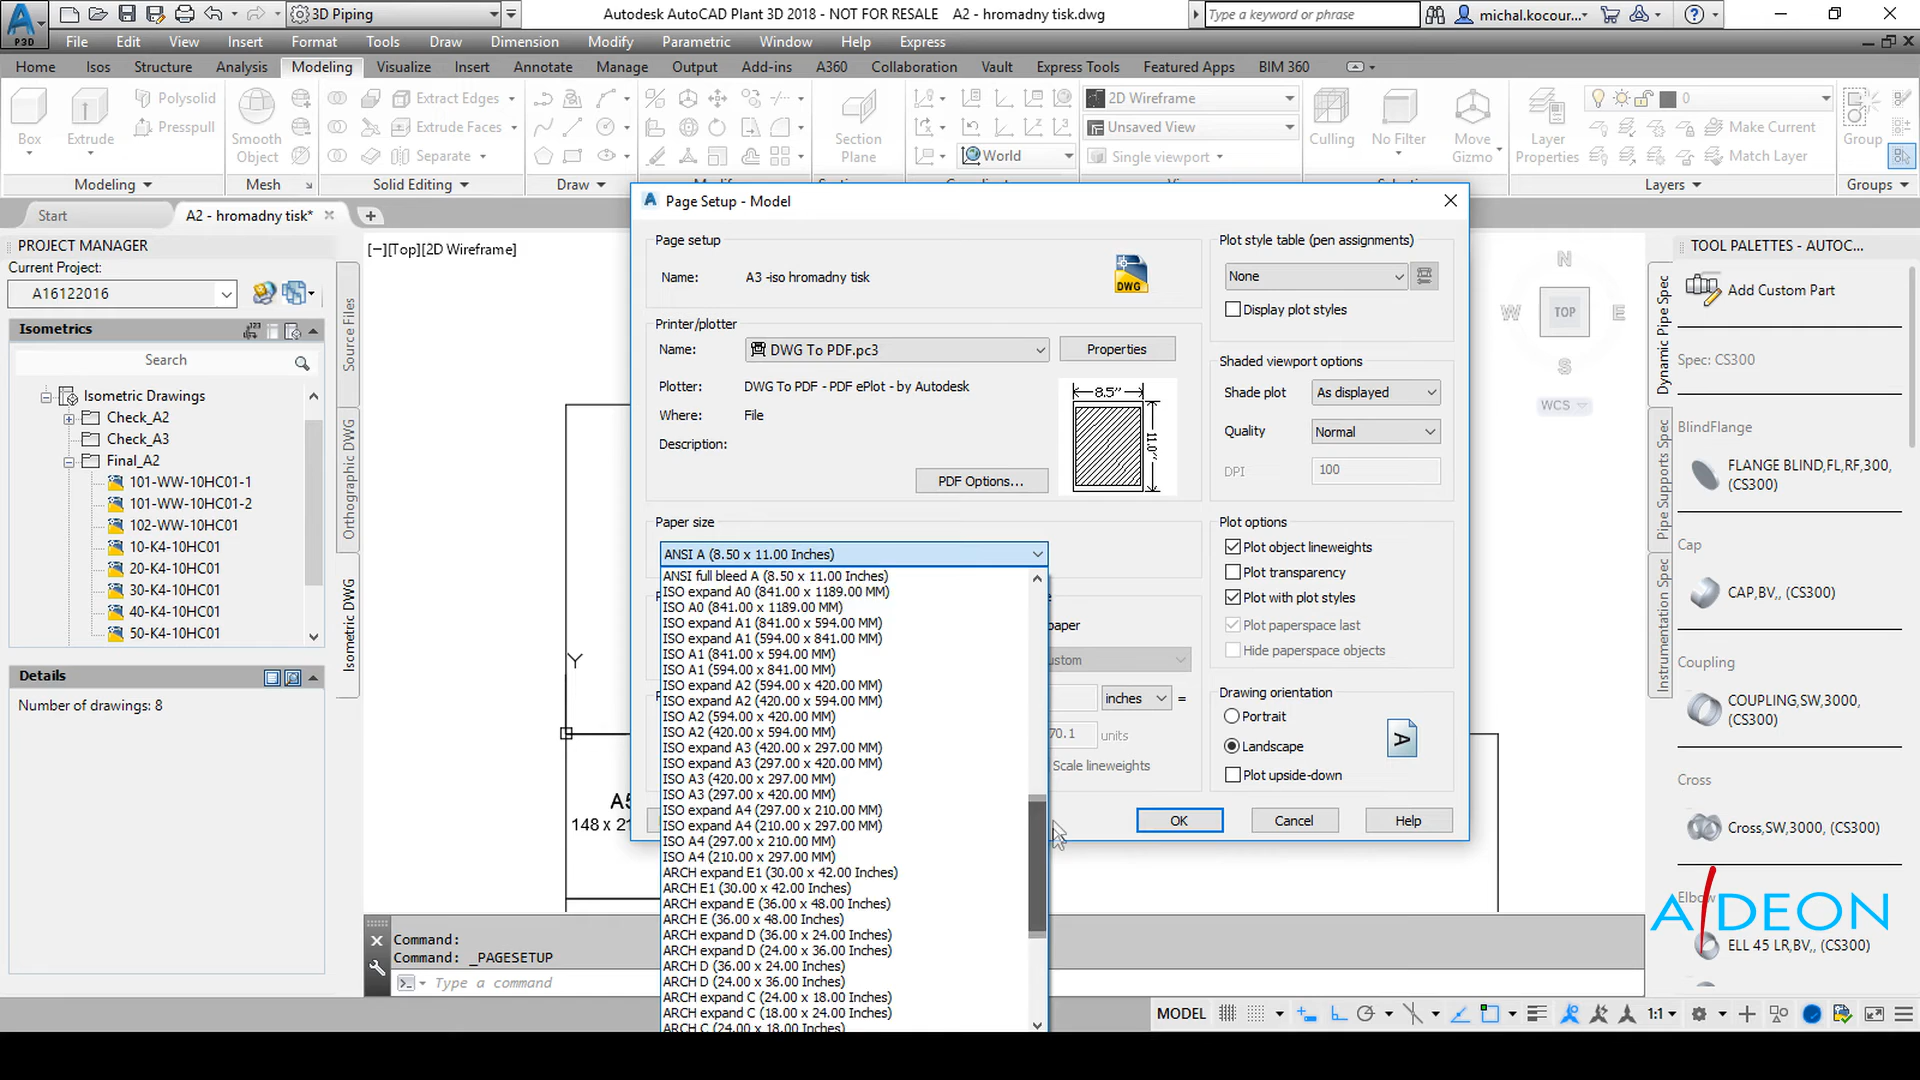 Autodesk AutoCAD Plant 3D 2018 - NOT FOR RESALE A2 - hromadny tisk.dwg
3D Piping
Type a keyword or phrase
michal.kocour...
P3D
File Edit View Insert Format Tools Draw Dimension Modify Parametric Window Help Express
Home Isos Structure Analysis Modeling Visualize Insert Annotate Manage Output Add-ins A360 Collaboration Vault Express Tools Featured Apps BIM 360
Box
Extrude
Polysolid
Presspull
Smooth Object
Extract Edges
Extrude Faces
Separate
Section Plane
World
2D Wireframe
Unsaved View
Single viewport
Culling
No Filter
Move Gizmo
Layer Properties
0
Make Current
Match Layer
Group
Modeling
Mesh
Solid Editing
Draw
Layers
Groups
Start
A2 - hromadny tisk*
PROJECT MANAGER
Current Project:
A16122016
Isometrics
Search
Isometric Drawings
Check_A2
Check_A3
Final_A2
101-WW-10HC01-1
101-WW-10HC01-2
102-WW-10HC01
10-K4-10HC01
20-K4-10HC01
30-K4-10HC01
40-K4-10HC01
50-K4-10HC01
Details
Number of drawings: 8
Source Files
Orthographic DWG
Isometric DWG
[−][Top][2D Wireframe]
Y
148 x 21
Page Setup - Model
Page setup
Name: A3 -iso hromadny tisk
DWG
Printer/plotter
Name: DWG To PDF.pc3
Properties
Plotter: DWG To PDF - PDF ePlot - by Autodesk
Where: File
Description:
PDF Options...
8.5''
11.0''
Paper size
ANSI A (8.50 x 11.00 Inches)
ANSI full bleed A (8.50 x 11.00 Inches)
ISO expand A0 (841.00 x 1189.00 MM)
ISO A0 (841.00 x 1189.00 MM)
ISO expand A1 (841.00 x 594.00 MM)
ISO expand A1 (594.00 x 841.00 MM)
ISO A1 (841.00 x 594.00 MM)
ISO A1 (594.00 x 841.00 MM)
ISO expand A2 (594.00 x 420.00 MM)
ISO expand A2 (420.00 x 594.00 MM)
ISO A2 (594.00 x 420.00 MM)
ISO A2 (420.00 x 594.00 MM)
ISO expand A3 (420.00 x 297.00 MM)
ISO expand A3 (297.00 x 420.00 MM)
ISO A3 (420.00 x 297.00 MM)
ISO A3 (297.00 x 420.00 MM)
ISO expand A4 (297.00 x 210.00 MM)
ISO expand A4 (210.00 x 297.00 MM)
ISO A4 (297.00 x 210.00 MM)
ISO A4 (210.00 x 297.00 MM)
ARCH expand E1 (30.00 x 42.00 Inches)
ARCH E1 (30.00 x 42.00 Inches)
ARCH expand E (36.00 x 48.00 Inches)
ARCH E (36.00 x 48.00 Inches)
ARCH expand D (36.00 x 24.00 Inches)
ARCH expand D (24.00 x 36.00 Inches)
ARCH D (36.00 x 24.00 Inches)
ARCH D (24.00 x 36.00 Inches)
ARCH expand C (24.00 x 18.00 Inches)
ARCH expand C (18.00 x 24.00 Inches)
ARCH C (24.00 x 18.00 Inches)
paper
ustom
inches =
70.1 units
Scale lineweights
Plot style table (pen assignments)
None
Display plot styles
Shaded viewport options
Shade plot As displayed
Quality Normal
DPI 100
Plot options
Plot object lineweights
Plot transparency
Plot with plot styles
Plot paperspace last
Hide paperspace objects
Drawing orientation
Portrait
Landscape
Plot upside-down
A
OK Cancel Help
N
W TOP E
S
WCS
TOOL PALETTES - AUTOC...
Dynamic Pipe Spec
Pipe Supports Spec
Instrumentation Spec
Add Custom Part
Spec: CS300
BlindFlange
FLANGE BLIND,FL,RF,300,
(CS300)
Cap
CAP,BV,, (CS300)
Coupling
COUPLING,SW,3000,
(CS300)
Cross
Cross,SW,3000, (CS300)
Elbow
ELL 45 LR,BV,, (CS300)
AIDEON
Command:
Command: _PAGESETUP
Type a command
MODEL
1:1